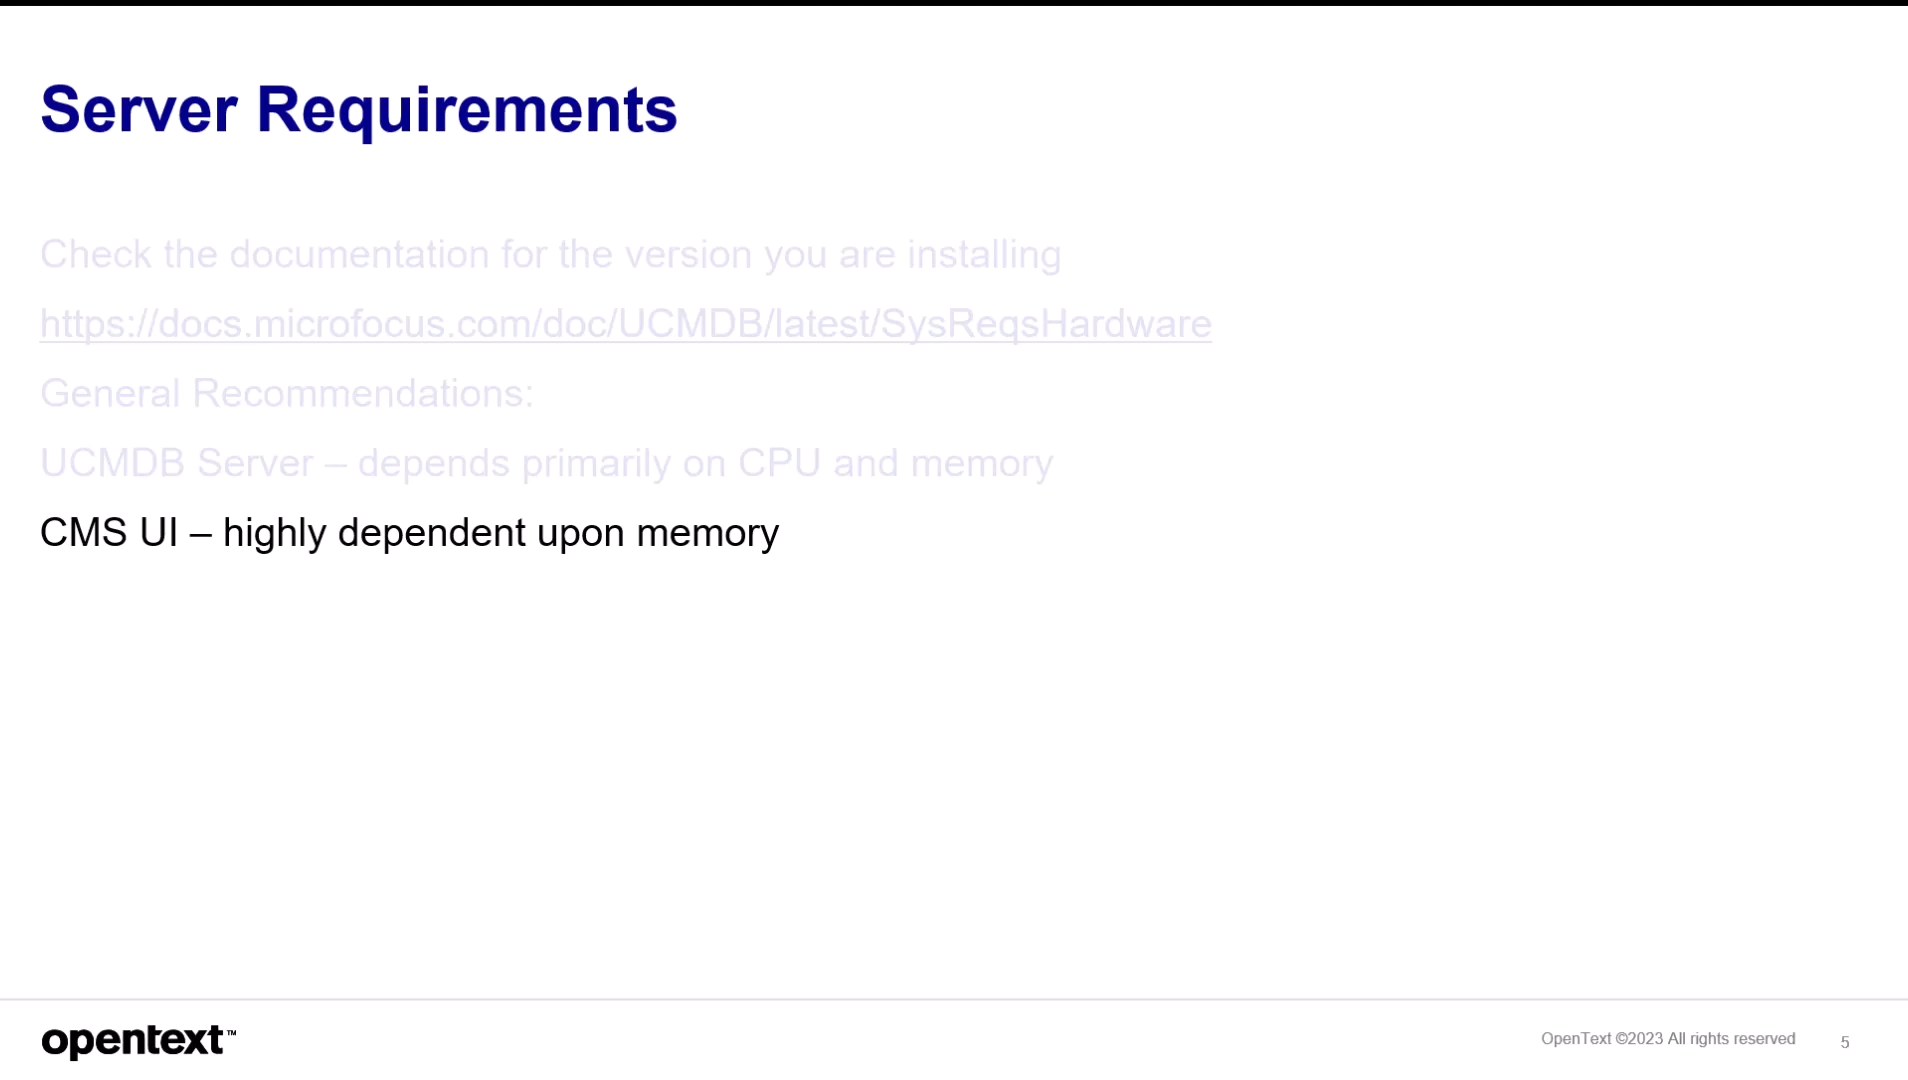 Server Requirements
Check the documentation for the version you are installing
https://docs.microfocus.com/doc/UCMDB/latest/SysReqsHardware
General Recommendations:
UCMDB Server – depends primarily on CPU and memory
CMS UI – highly dependent upon memory
opentext™
OpenText ©2023 All rights reserved
5